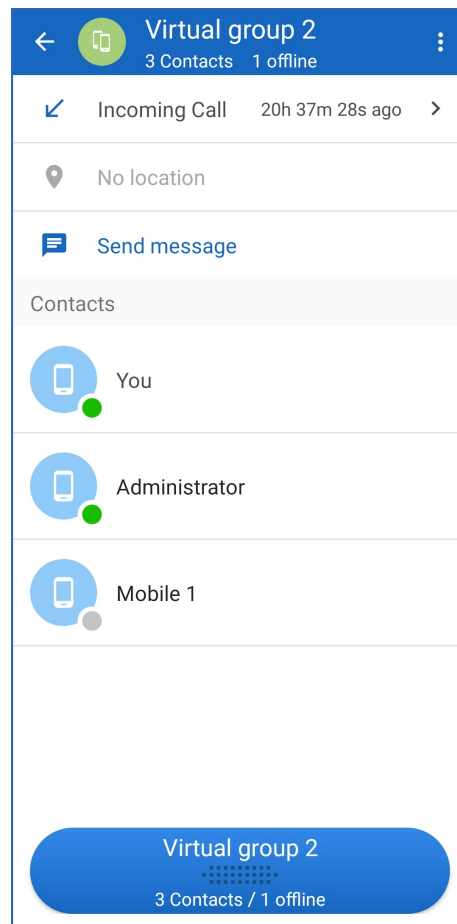 Virtual group 2
3 Contacts 1 offline
Incoming Call 20h 37m 28s ago
No location
Send message
Contacts
You
Administrator
Mobile 1
Virtual group 2
3 Contacts / 1 offline